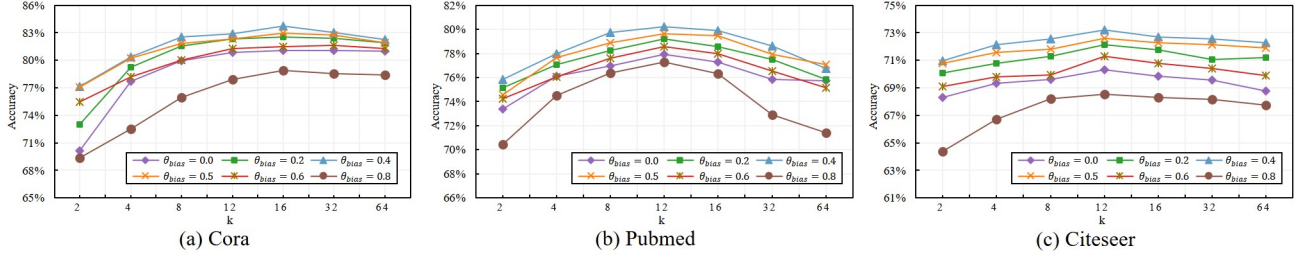 86%
83%
80%
77%
74%
71%
68%
65%
Accuracy
2 4 8 12 16 32 64
k
θbias = 0.0 θbias = 0.2 θbias = 0.4
θbias = 0.5 θbias = 0.6 θbias = 0.8
(a) Cora
82%
80%
78%
76%
74%
72%
70%
68%
66%
Accuracy
2 4 8 12 16 32 64
k
θbias = 0.0 θbias = 0.2 θbias = 0.4
θbias = 0.5 θbias = 0.6 θbias = 0.8
(b) Pubmed
75%
73%
71%
69%
67%
65%
63%
61%
Accuracy
2 4 8 12 16 32 64
k
θbias = 0.0 θbias = 0.2 θbias = 0.4
θbias = 0.5 θbias = 0.6 θbias = 0.8
(c) Citeseer